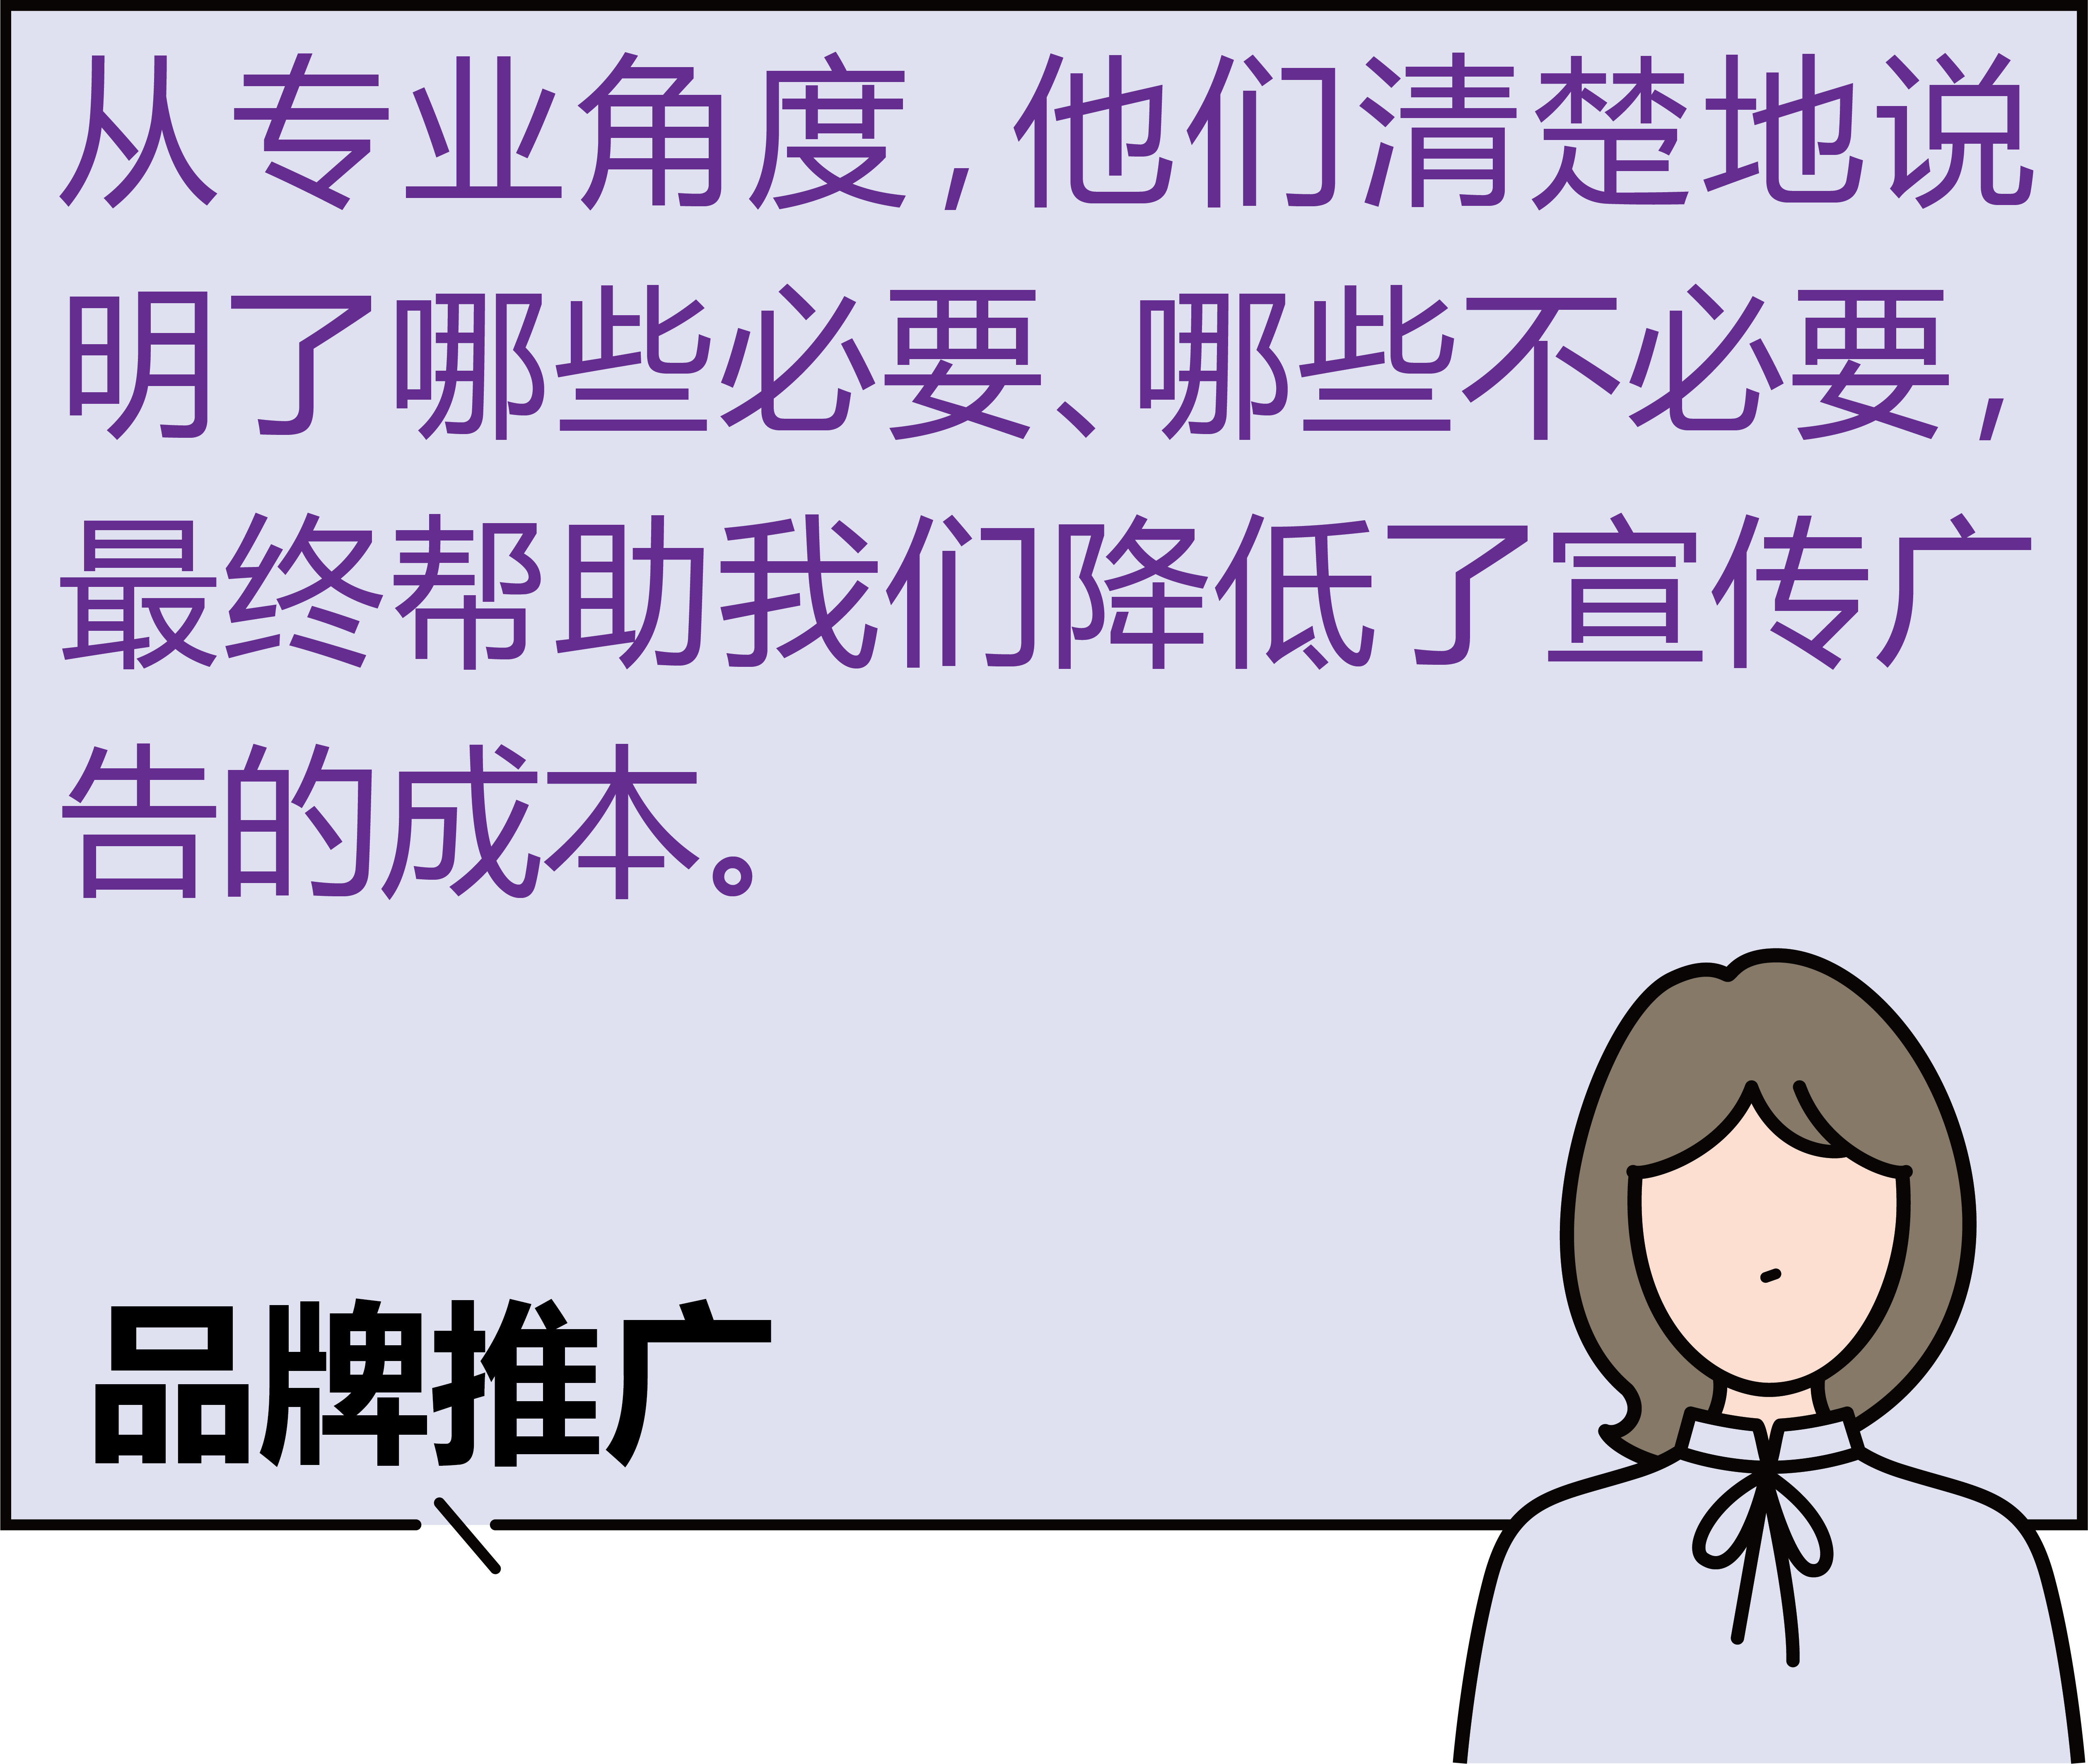 从专业角度，他们清楚地说
明了哪些必要、哪些不必要，
最终帮助我们降低了宣传广
告的成本。
品牌推广